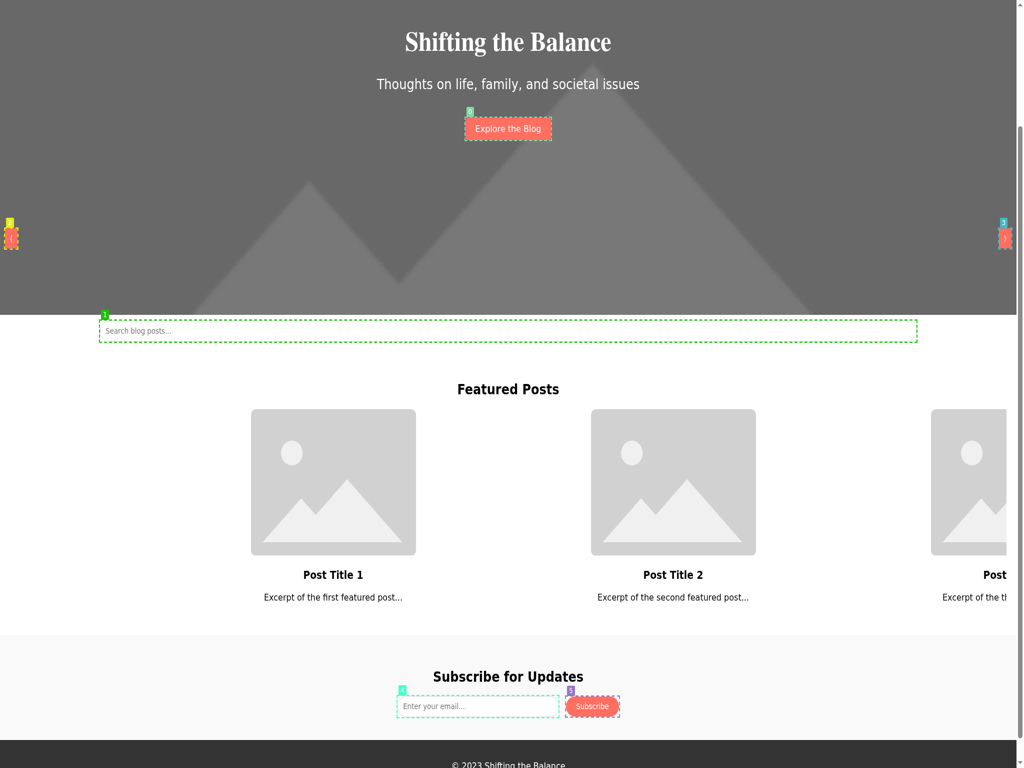 Shifting the Balance
Thoughts on life, family, and societal issues
0
Explore the Blog
2
3
⟨
⟩
1
Search blog posts...
Featured Posts
Post Title 1
Post Title 2
Post
Excerpt of the first featured post...
Excerpt of the second featured post...
Excerpt of the th
Subscribe for Updates
4
5
Enter your email...
Subscribe
© 2023 Shifting the Balance